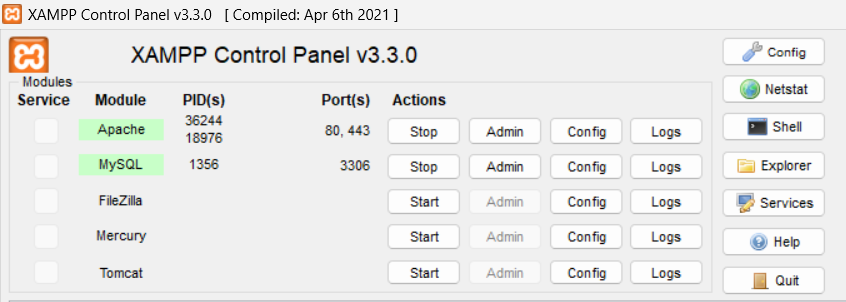 XAMPP Control Panel v3.3.0 [ Compiled: Apr 6th 2021 ]
XAMPP Control Panel v3.3.0
Config
Modules
Service Module PID(s) Port(s) Actions
Netstat
Apache 36244 18976 80, 443 Stop Admin Config Logs
Shell
MySQL 1356 3306 Stop Admin Config Logs
Explorer
FileZilla Start Admin Config Logs
Services
Mercury Start Admin Config Logs
Help
Tomcat Start Admin Config Logs
Quit